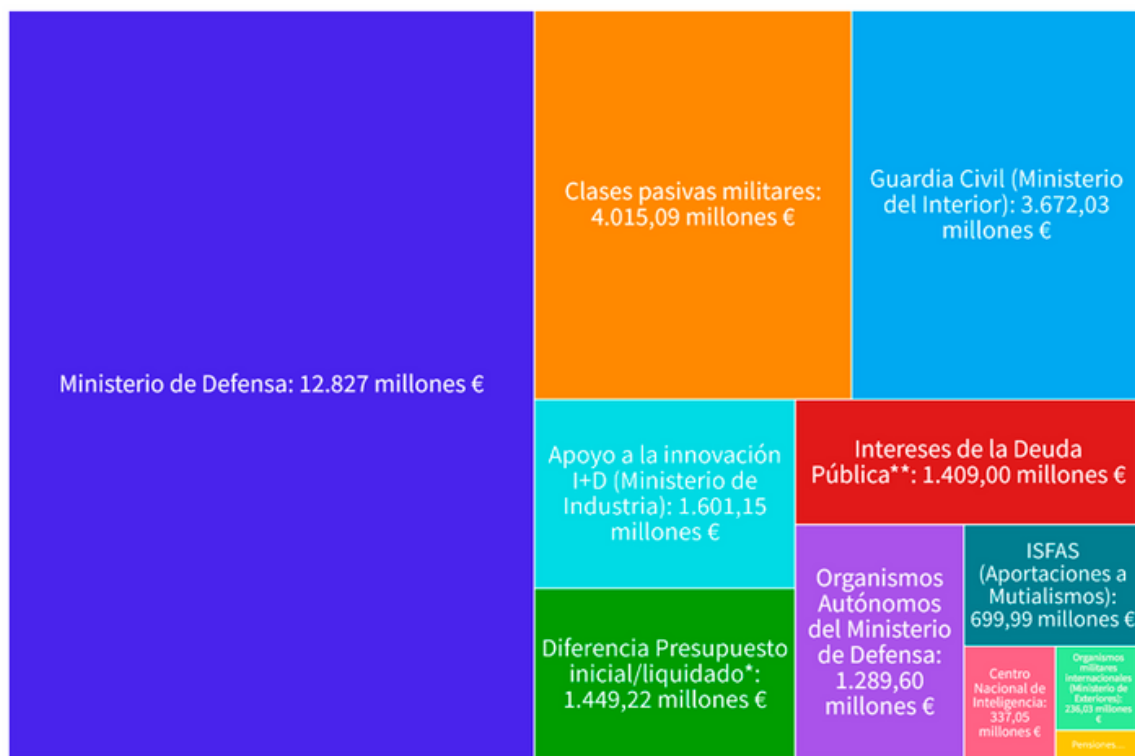 Ministerio de Defensa: 12.827 millones €
Clases pasivas militares:
4.015,09 millones €
Guardia Civil (Ministerio
del Interior): 3.672,03
millones €
Apoyo a la innovación
I+D (Ministerio de
Industria): 1.601,15
millones €
Intereses de la Deuda
Pública**: 1.409,00 millones €
Diferencia Presupuesto
inicial/liquidado*:
1.449,22 millones €
Organismos
Autónomos
del Ministerio
de Defensa:
1.289,60
millones €
ISFAS
(Aportaciones a
Mutialismos):
699,99 millones €
Centro
Nacional de
Inteligencia:
337,05
millones €
Organismos
militares
internacionales
(Ministerio de
Exteriores):
236,03 millones
€
Pensiones...